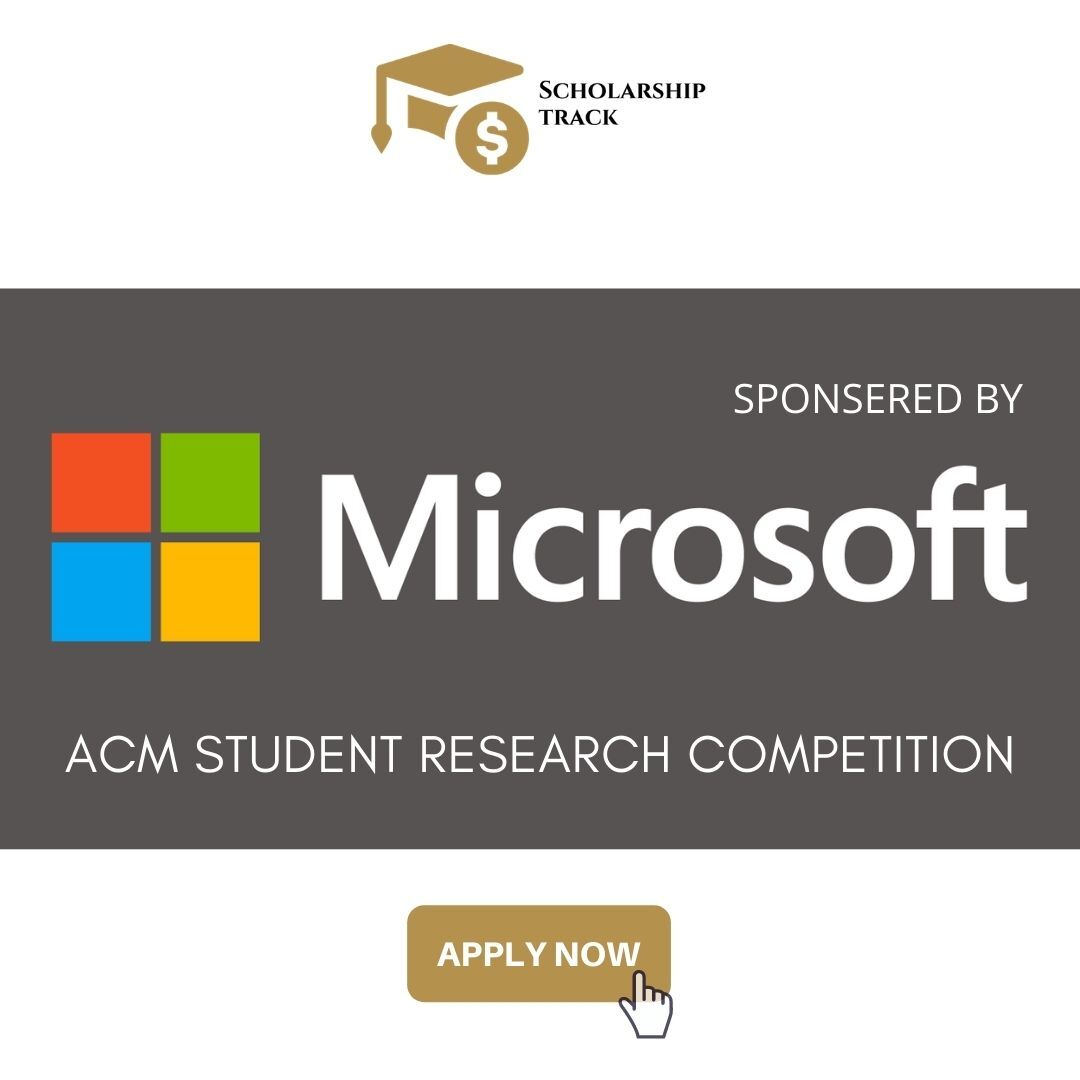 Scholarship
track
$
SPONSERED BY
Microsoft
ACM STUDENT RESEARCH COMPETITION
APPLY NOW